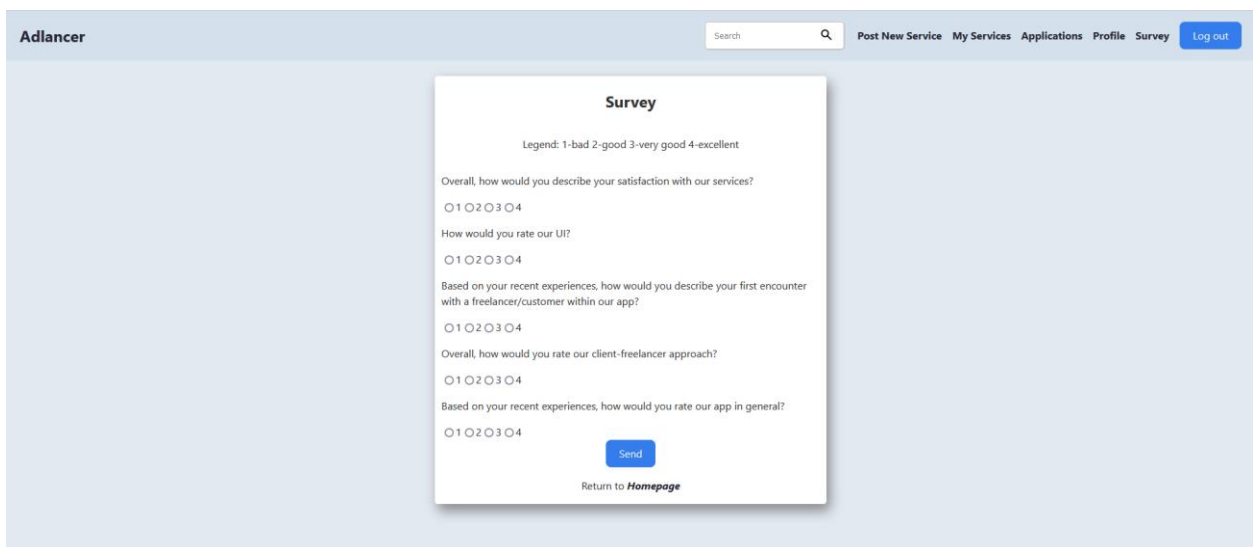 Adlancer
Search
Post New Service My Services Applications Profile Survey Log out
Survey
Legend: 1-bad 2-good 3-very good 4-excellent
Overall, how would you describe your satisfaction with our services?
1 2 3 4
How would you rate our UI?
1 2 3 4
Based on your recent experiences, how would you describe your first encounter
with a freelancer/customer within our app?
1 2 3 4
Overall, how would you rate our client-freelancer approach?
1 2 3 4
Based on your recent experiences, how would you rate our app in general?
1 2 3 4
Send
Return to Homepage